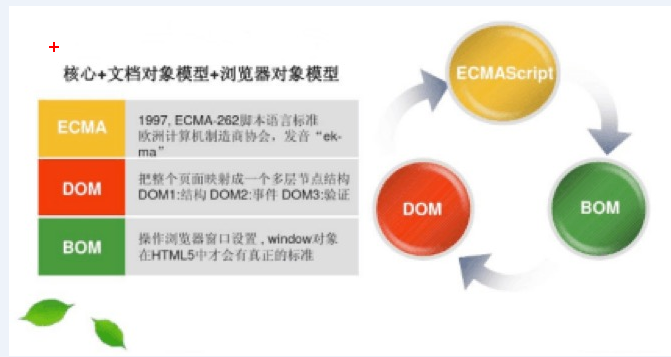 核心+文档对象模型+浏览器对象模型
ECMA
1997, ECMA-262脚本语言标准
欧洲计算机制造商协会，发音“ek-
ma”
DOM
把整个页面映射成一个多层节点结构
DOM1:结构 DOM2:事件 DOM3:验证
BOM
操作浏览器窗口设置 , window对象
在HTML5中才会有真正的标准
ECMAScript
DOM
BOM